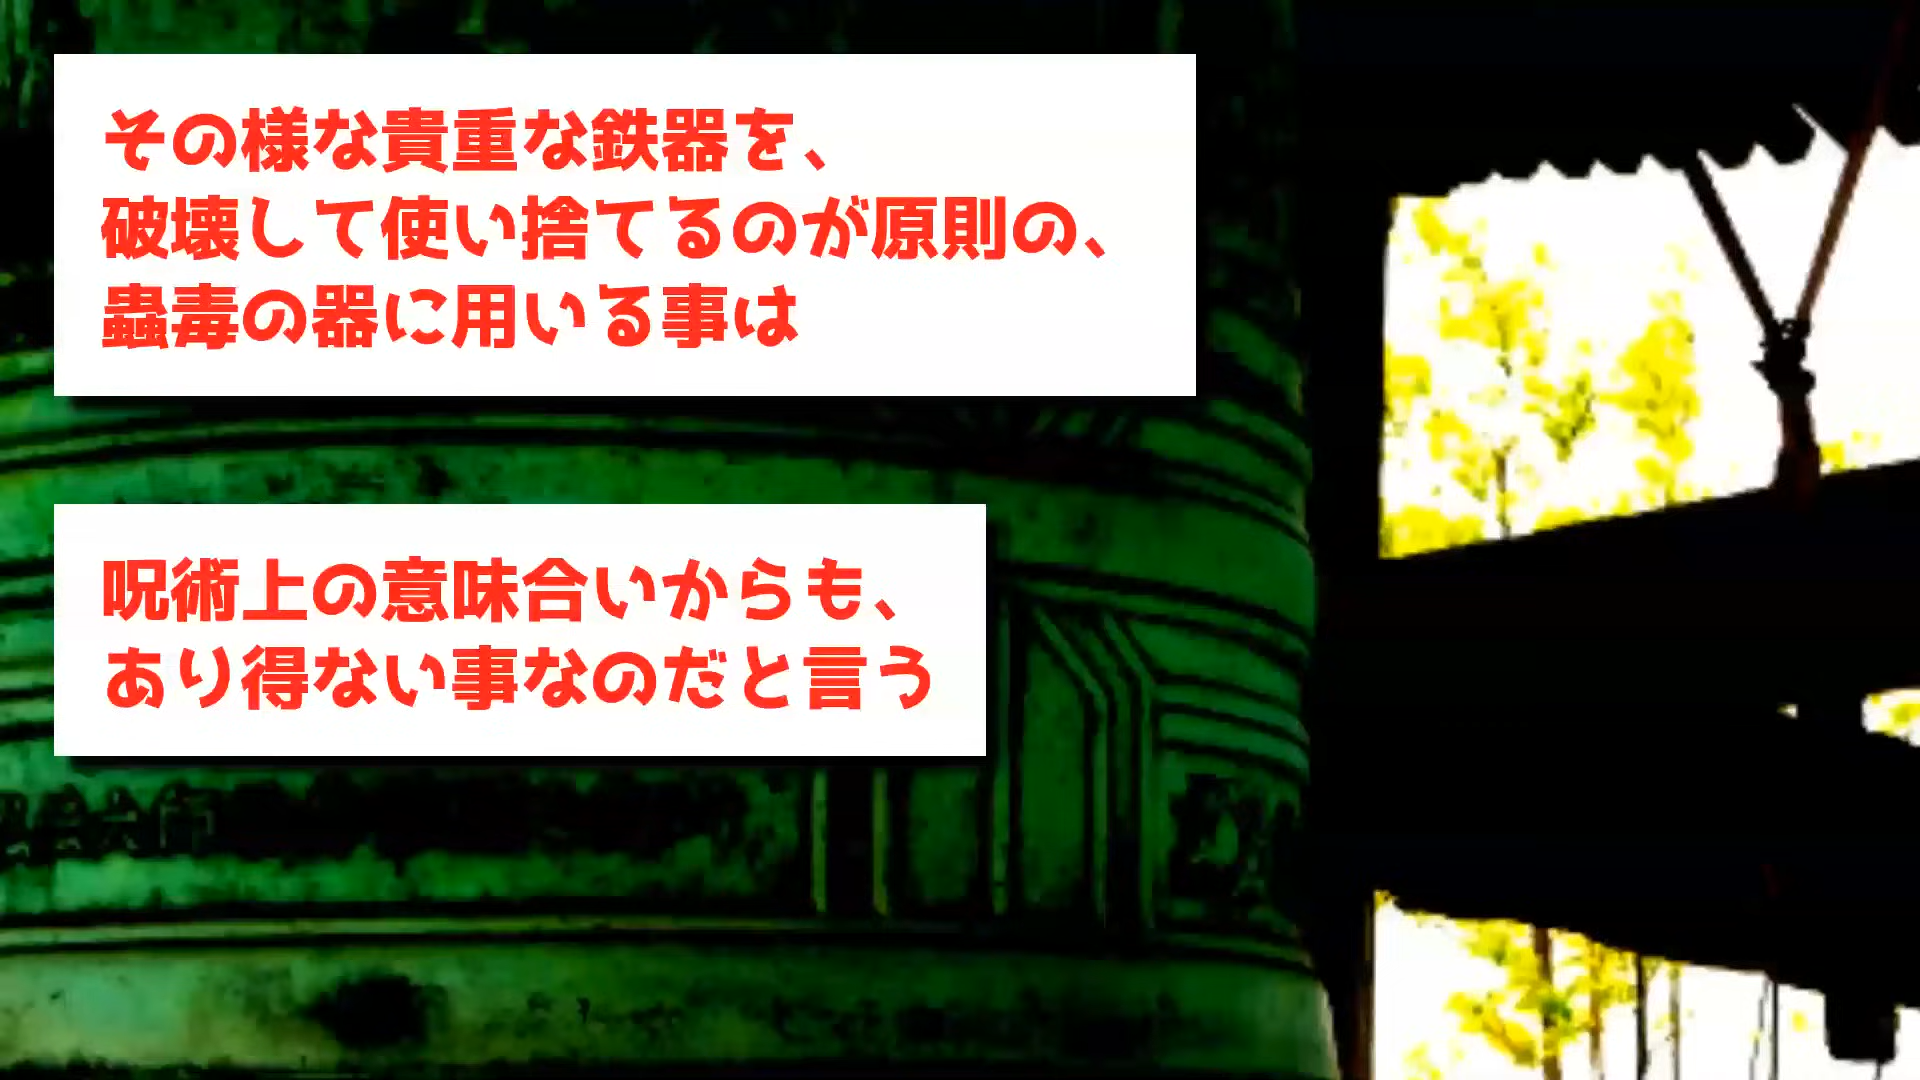 その様な貴重な鉄器を、
破壊して使い捨てるのが原則の、
蟲毒の器に用いる事は
呪術上の意味合いからも、
あり得ない事なのだと言う